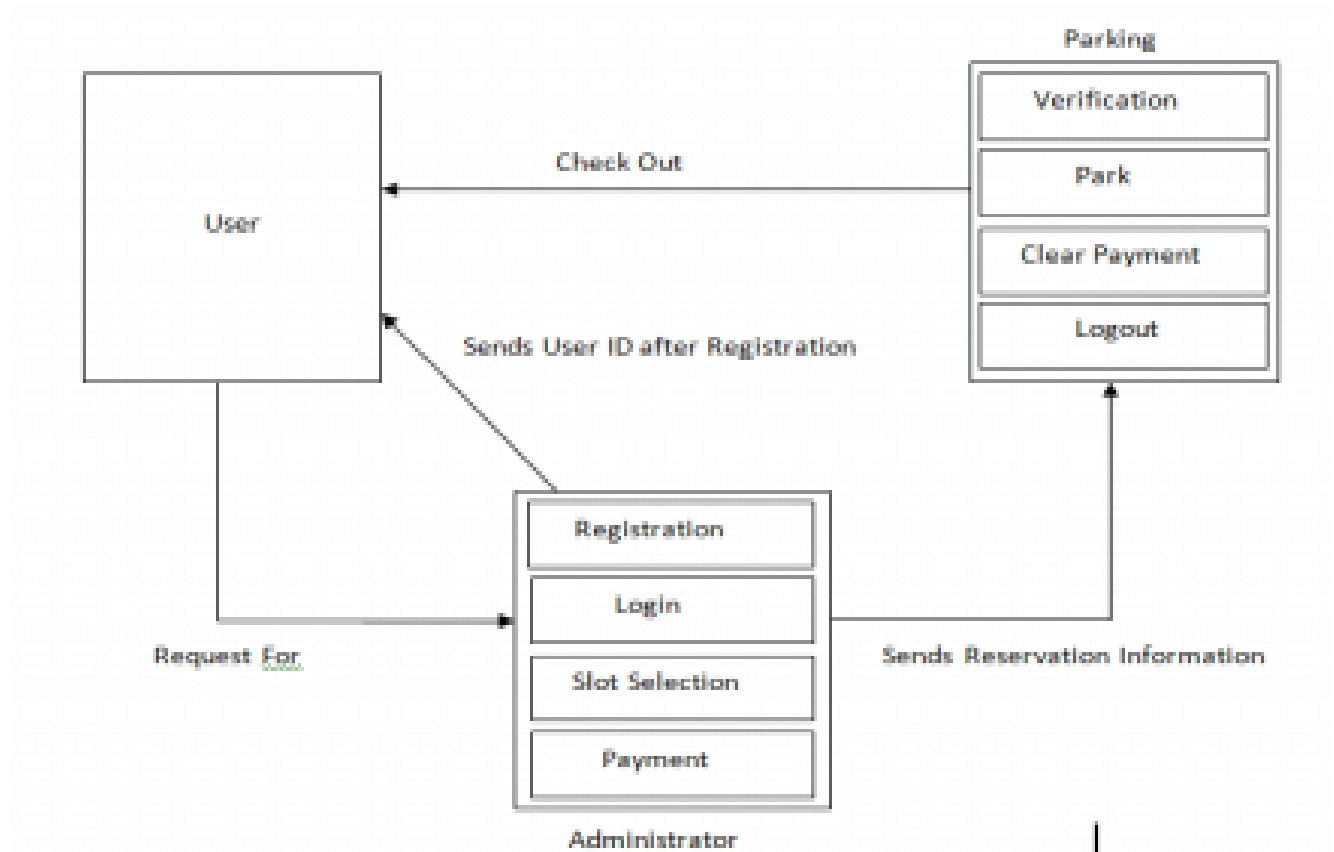 Parking
Verification
Check Out
Park
User
Clear Payment
Logout
Sends User ID after Registration
Registration
Login
Request For
Sends Reservation Information
Slot Selection
Payment
Administrator